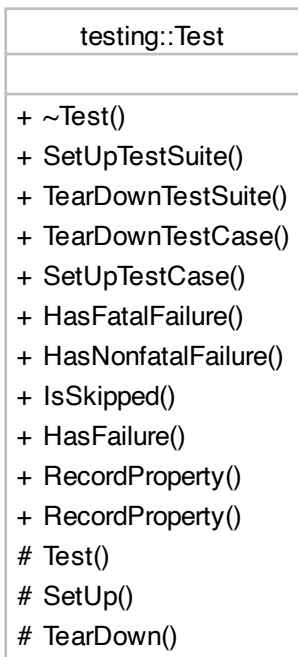 testing::Test
+ ~Test()
+ SetUpTestSuite()
+ TearDownTestSuite()
+ TearDownTestCase()
+ SetUpTestCase()
+ HasFatalFailure()
+ HasNonfatalFailure()
+ IsSkipped()
+ HasFailure()
+ RecordProperty()
+ RecordProperty()
# Test()
# SetUp()
# TearDown()